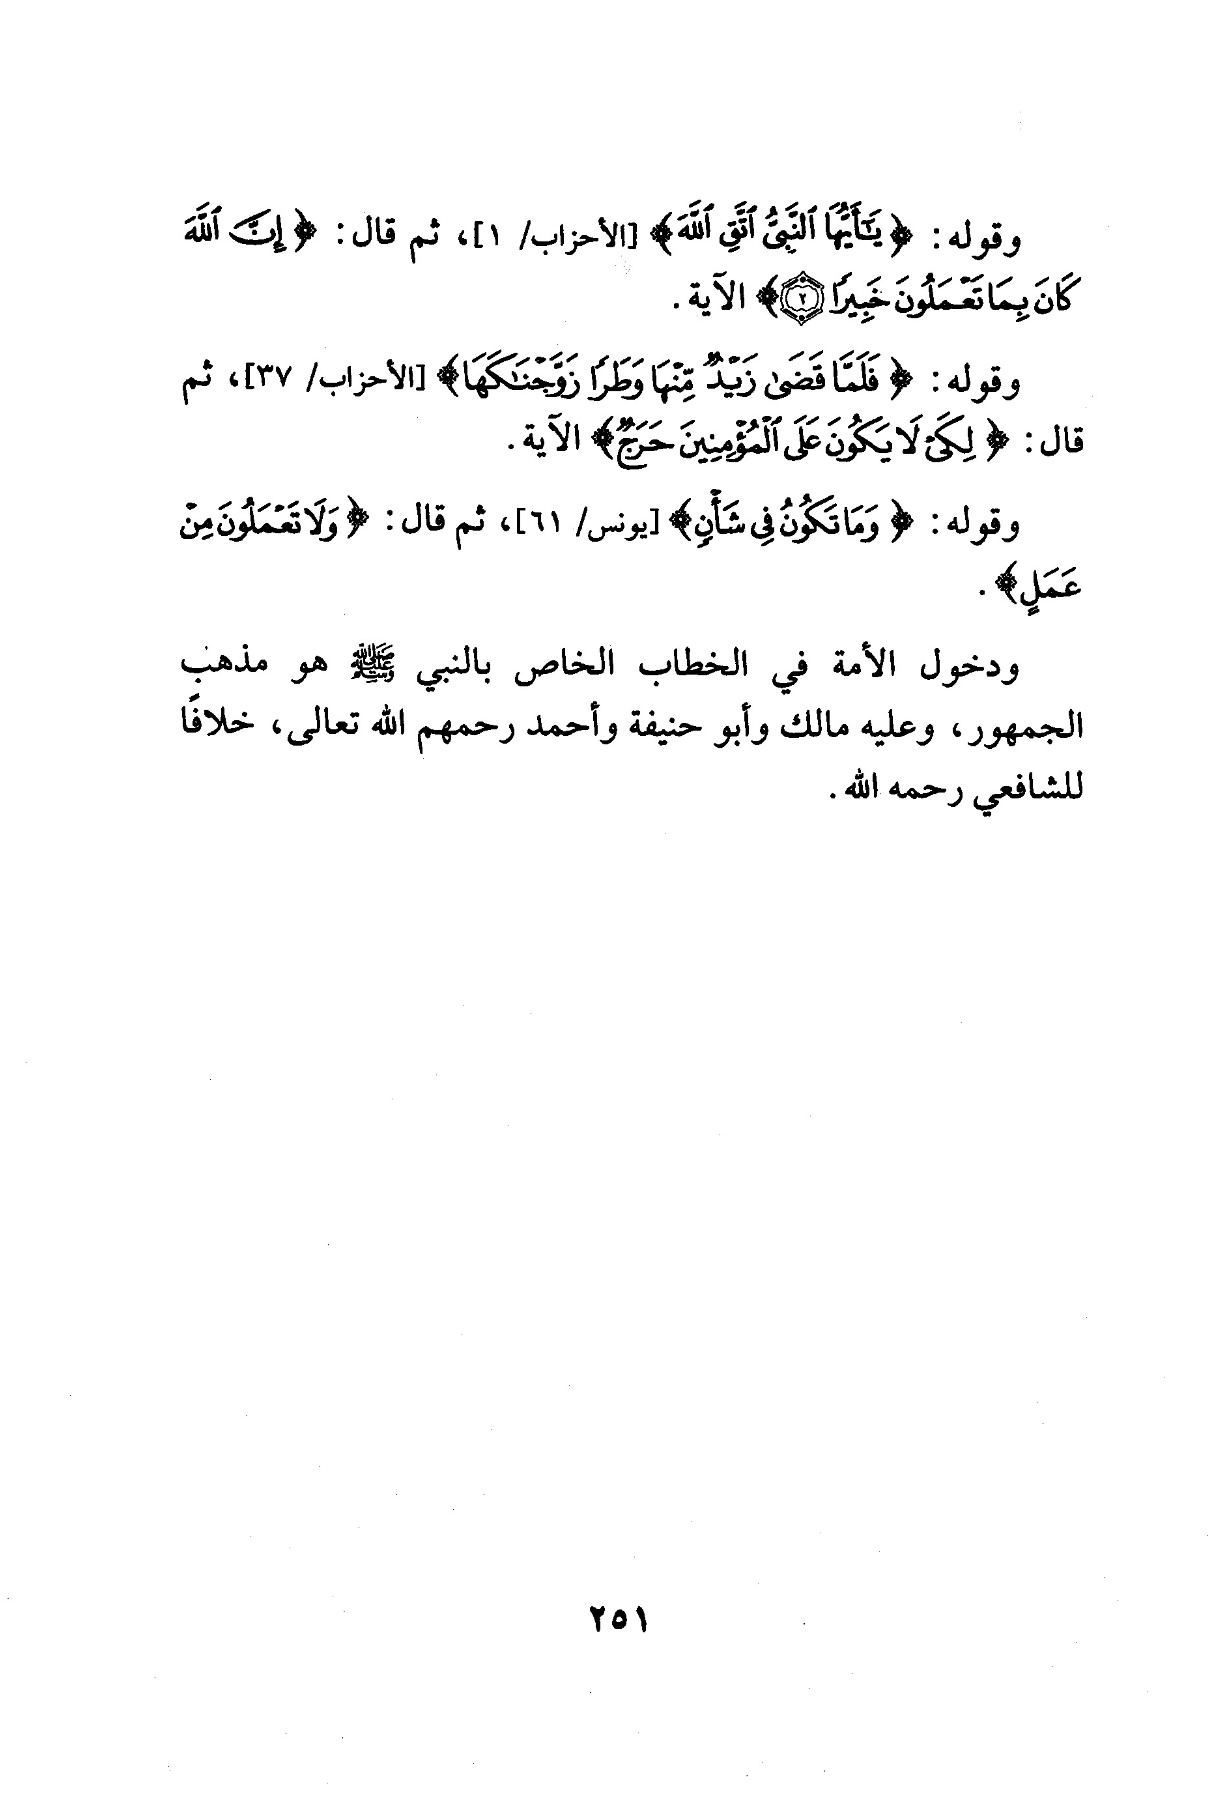 وقوله: ﴿ يَٰٓأَيُّهَا ٱلنَّبِيُّ ٱتَّقِ ٱللَّهَ﴾ [الأحزاب/ ١]، ثم قال: ﴿ إِنَّ ٱللَّهَ
كَانَ بِمَا تَعْمَلُونَ خَبِيرًا ۝٢﴾ الآية.
وقوله: ﴿ فَلَمَّا قَضَىٰ زَيْدٌ مِّنْهَا وَطَرًا زَوَّجْنَٰكَهَا﴾ [الأحزاب/ ٣٧]، ثم
قال: ﴿ لِكَيْ لَا يَكُونَ عَلَى ٱلْمُؤْمِنِينَ حَرَجٌ﴾ الآية.
وقوله: ﴿ وَمَا تَكُونُ فِي شَأْنٍ﴾ [يونس/ ٦١]، ثم قال: ﴿ وَلَا تَعْمَلُونَ مِنْ
عَمَلٍ﴾.
ودخول الأمة في الخطاب الخاص بالنبي ﷺ هو مذهب
الجمهور، وعليه مالك وأبو حنيفة وأحمد رحمهم الله تعالى، خلافًا
للشافعي رحمه الله.
٢٥١